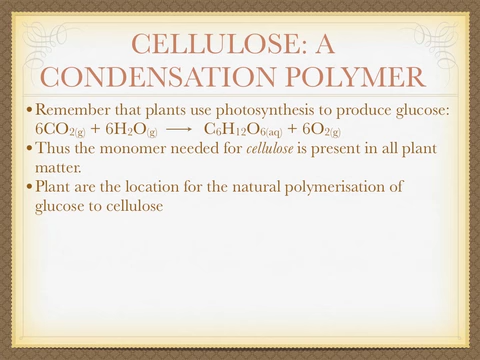 CELLULOSE: A
CONDENSATION POLYMER
•Remember that plants use photosynthesis to produce glucose:
6CO₂(g) + 6H₂O(g) ⟶ C₆H₁₂O₆(aq) + 6O₂(g)
•Thus the monomer needed for cellulose is present in all plant
matter.
•Plant are the location for the natural polymerisation of
glucose to cellulose